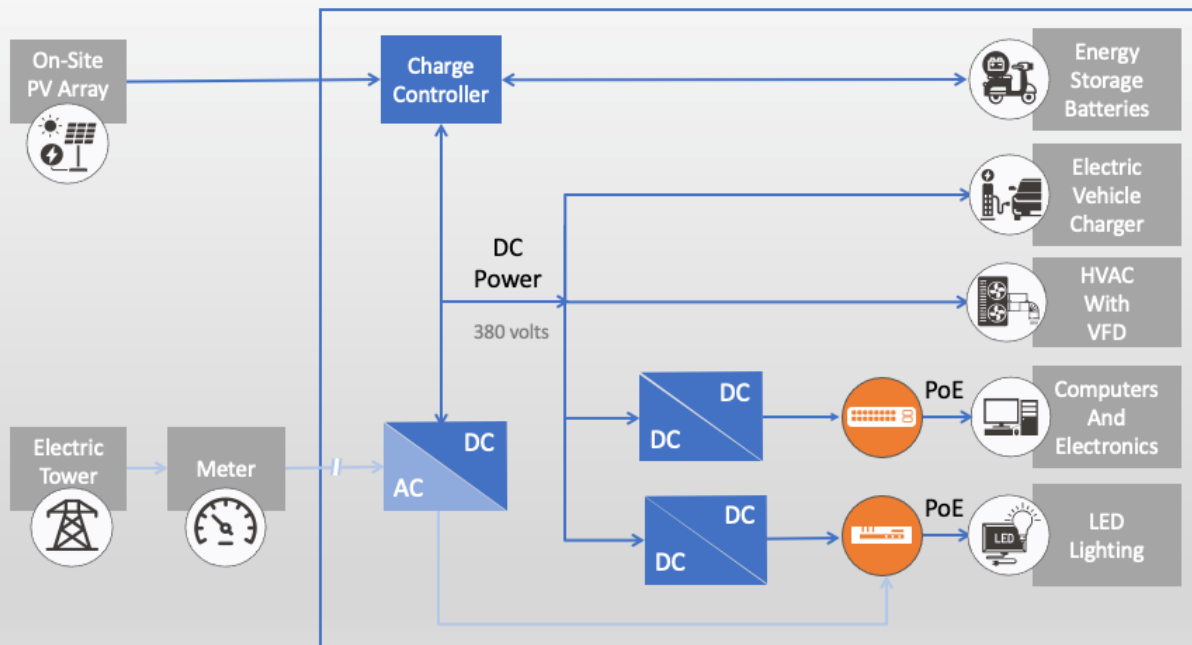 On-Site
PV Array
Charge
Controller
Energy
Storage
Batteries
Electric
Vehicle
Charger
DC
Power
380 volts
HVAC
With
VFD
DC
DC
PoE
Computers
And
Electronics
Electric
Tower
Meter
DC
AC
DC
DC
PoE
LED
LED
Lighting